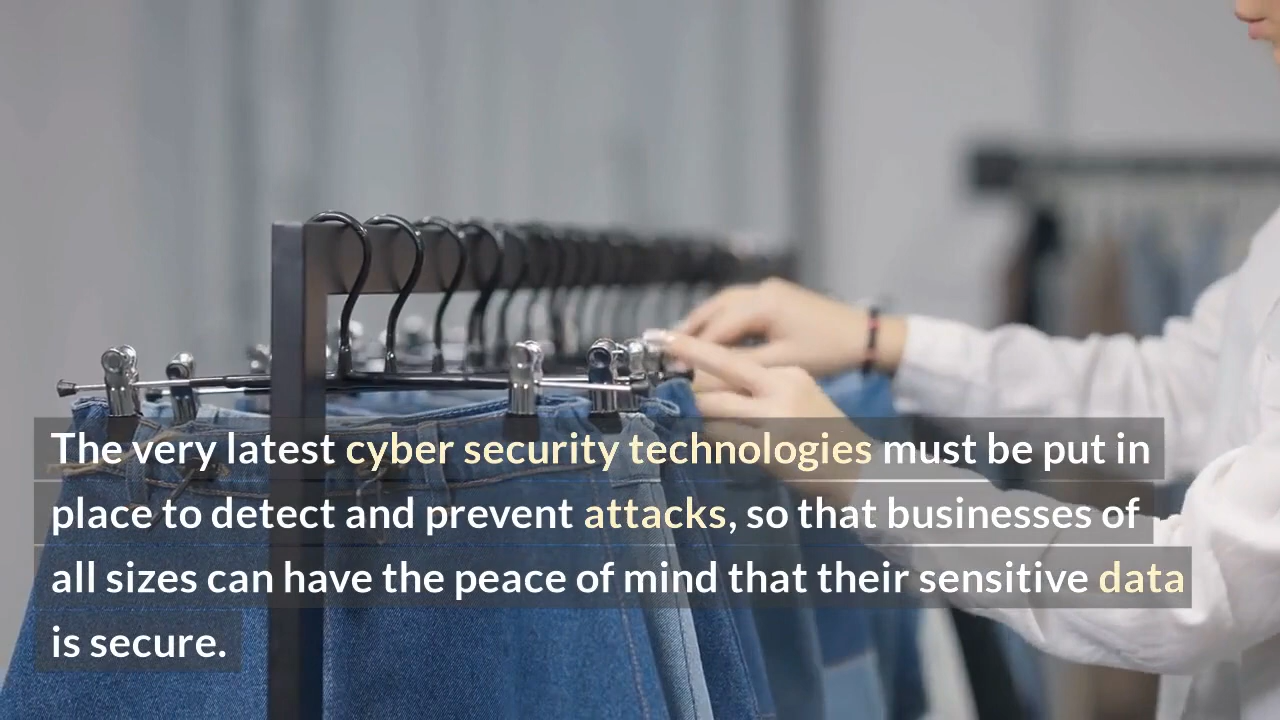 The very latest cyber security technologies must be put in
place to detect and prevent attacks, so that businesses of
all sizes can have the peace of mind that their sensitive data
is secure.